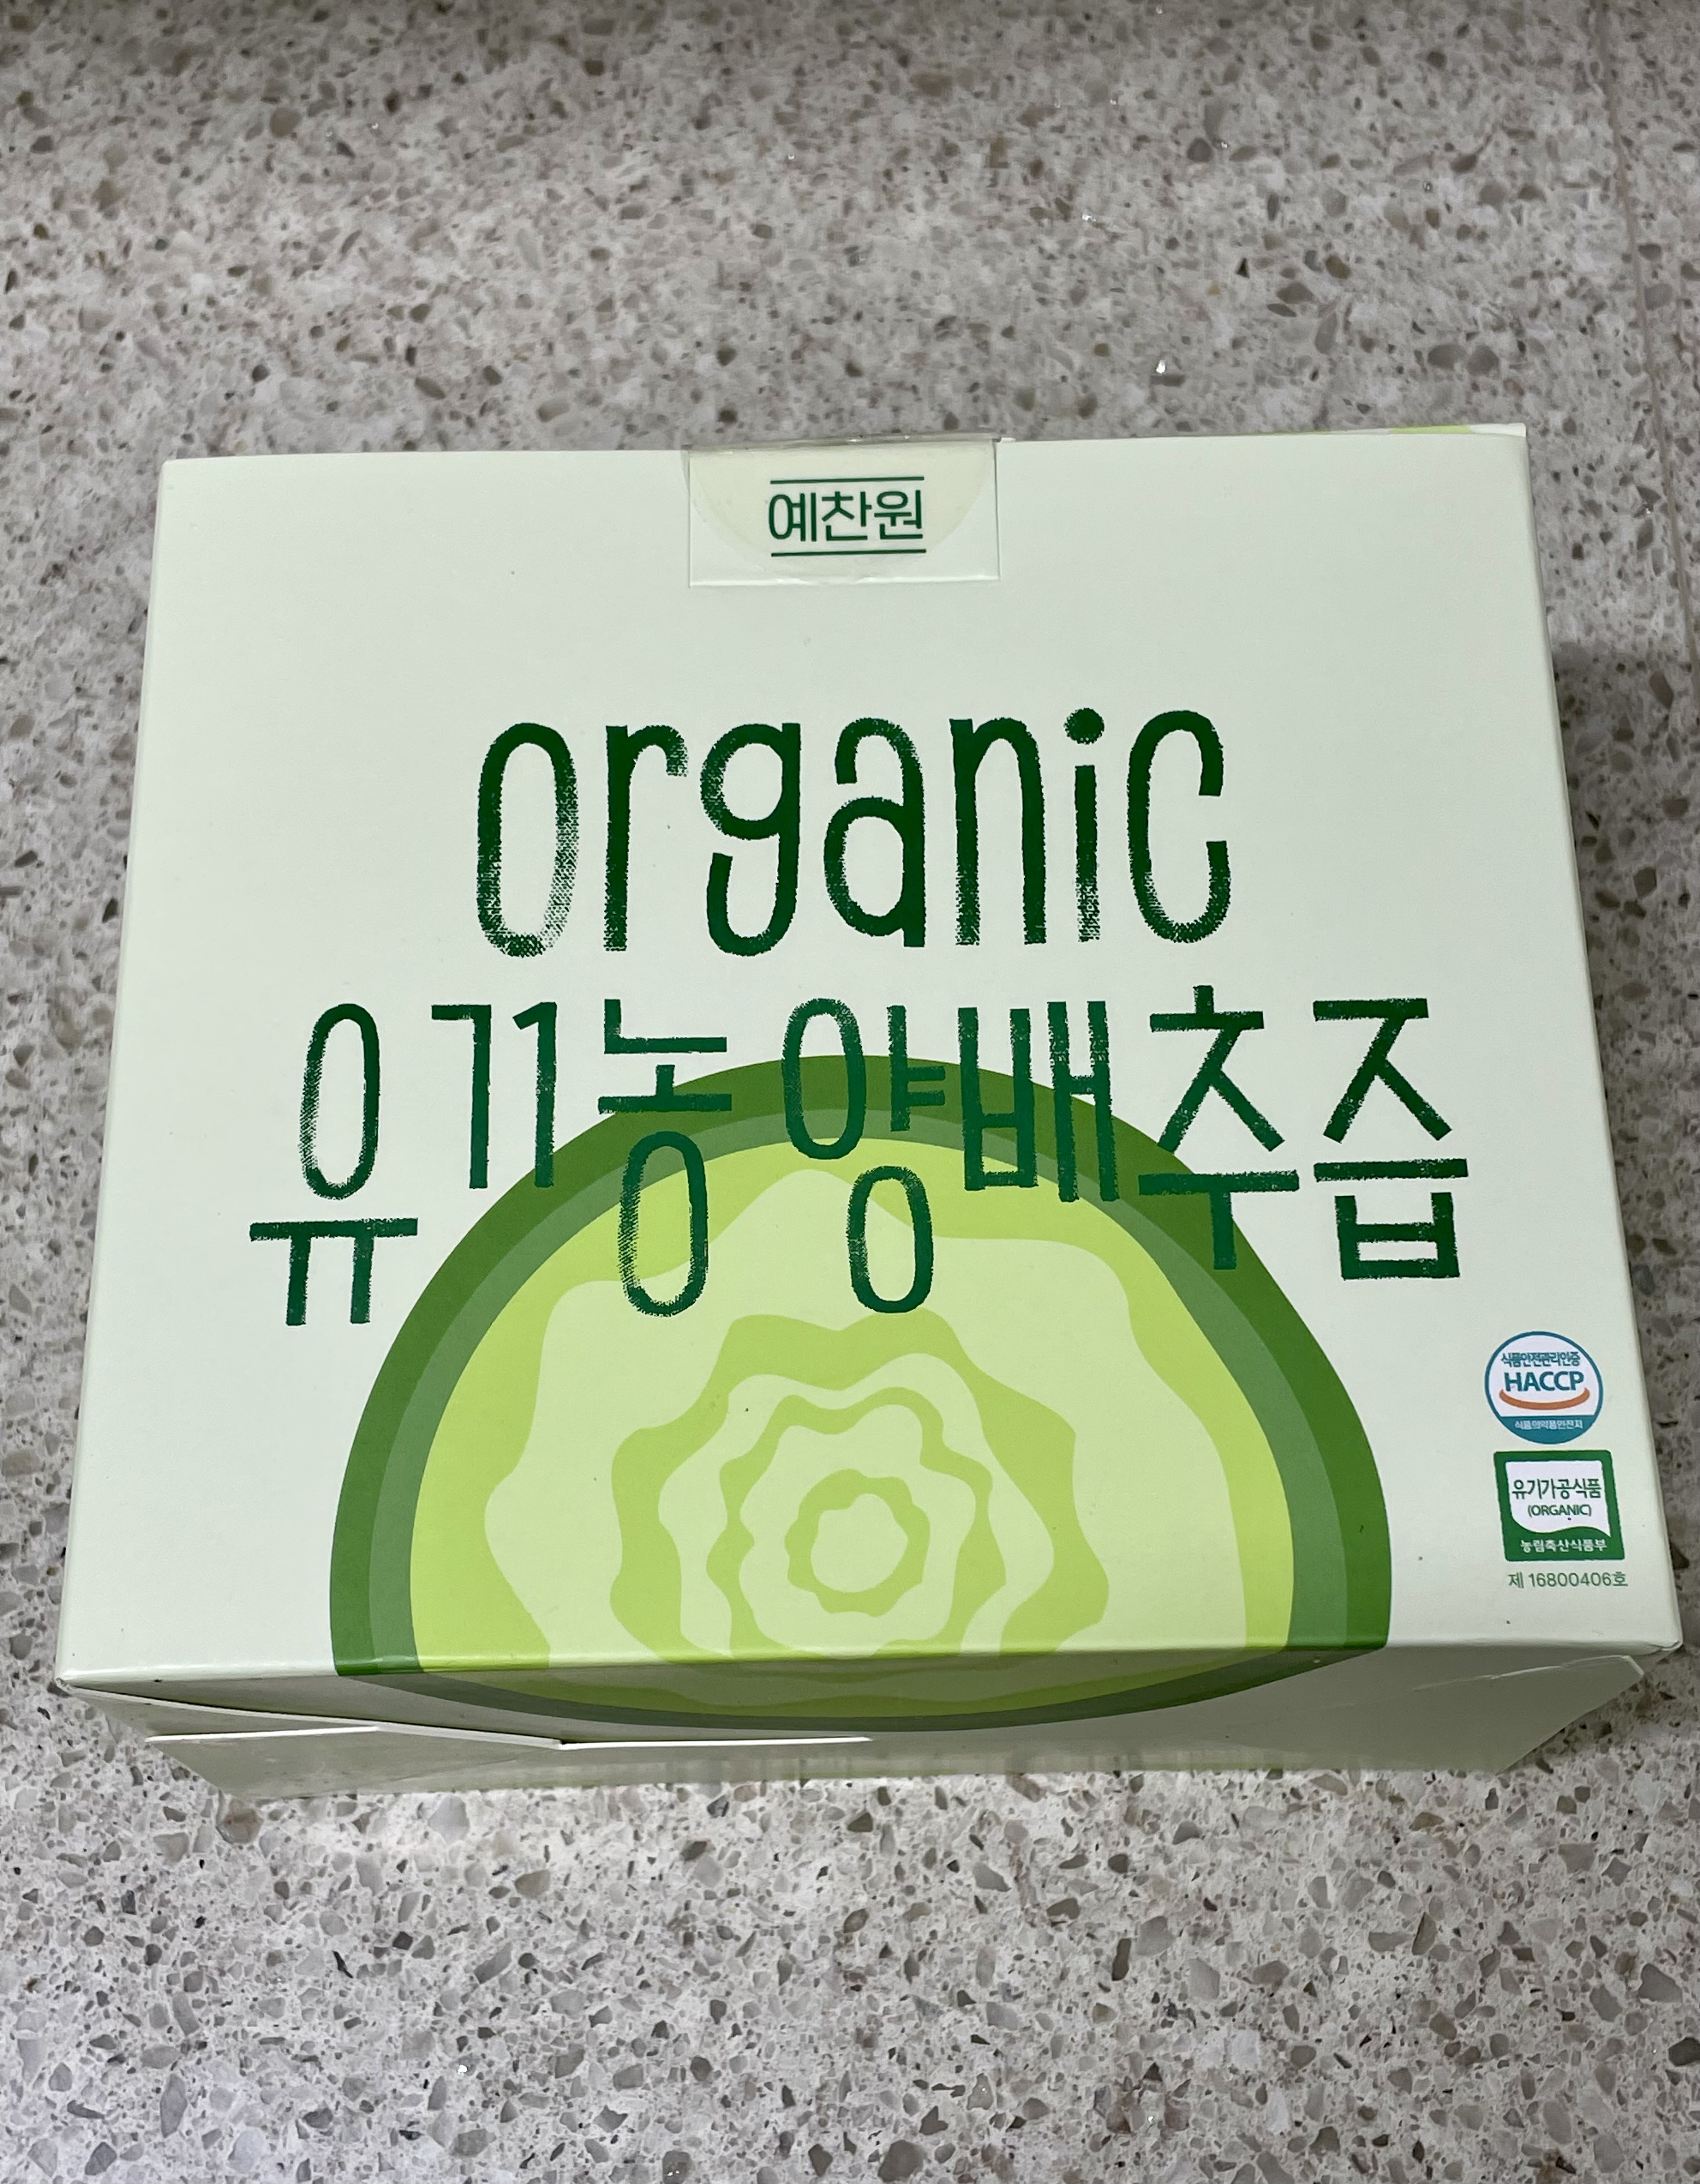 예찬원
organic
유기농양배추즙
식품안전관리인증
HACCP
식품의약품안전처
유기가공식품
(ORGANIC)
농림축산식품부
제 16800406호